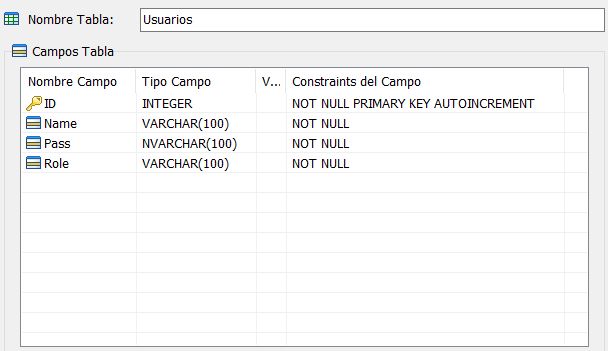 Nombre Tabla: Usuarios
Campos Tabla
Nombre Campo Tipo Campo V... Constraints del Campo
ID INTEGER NOT NULL PRIMARY KEY AUTOINCREMENT
Name VARCHAR(100) NOT NULL
Pass NVARCHAR(100) NOT NULL
Role VARCHAR(100) NOT NULL